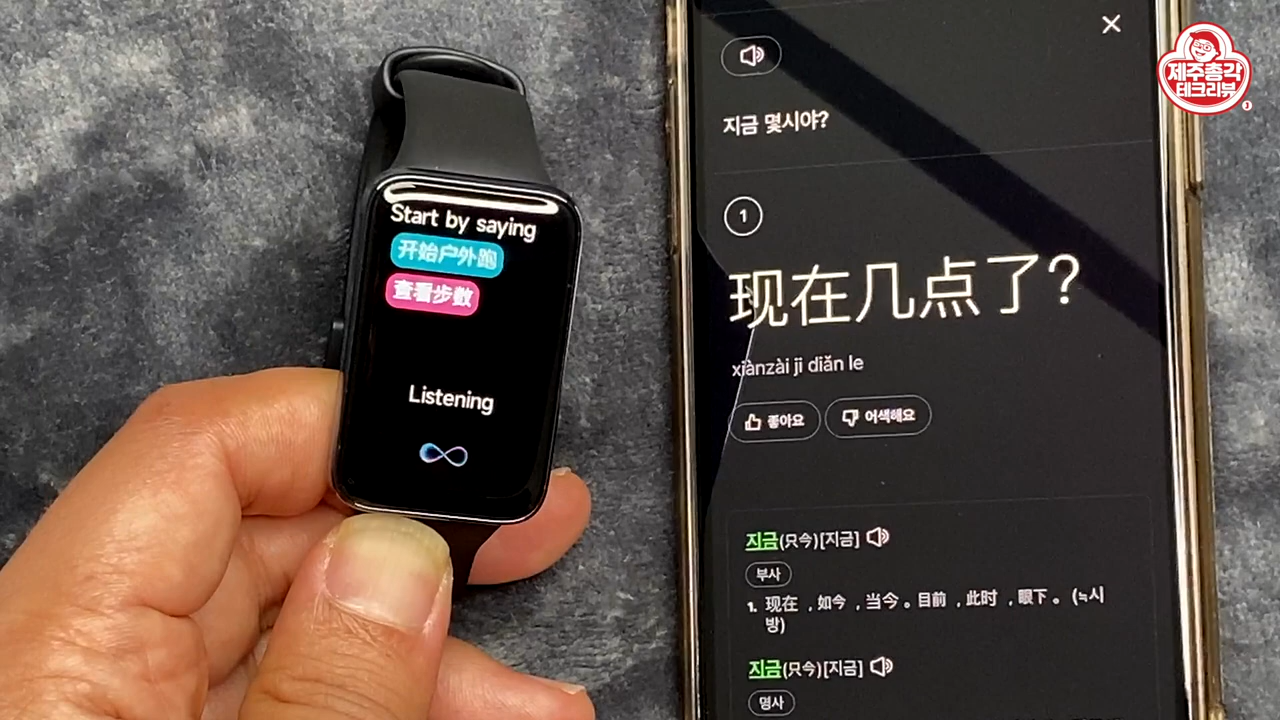 제주총각
테크리뷰
Start by saying
开始户外跑
查看步数
Listening
지금 몇시야?
1
现在几点了?
xiànzài jǐ diǎn le
좋아요
어색해요
지금(只今)[지금]
부사
1. 现在 , 如今 , 当今 。目前 , 此时 , 眼下 。 (≒시
방)
지금(只今)[지금]
명사